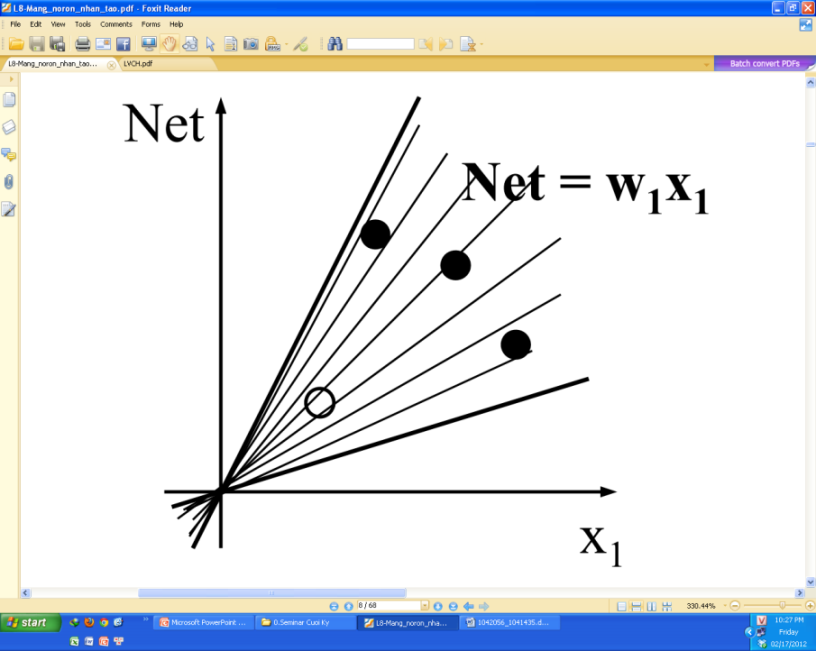 L8-Mang_noron_nhan_tao.pdf - Foxit Reader
File Edit View Tools Comments Forms Help
L8-Mang_noron_nhan_tao... LVCH.pdf Batch convert PDFs
Net
Net = w1x1
x1
8 / 68 330.44%
start Microsoft PowerPoint ... 0.Seminar Cuoi Ky L8-Mang_noron_nha... 1042056_1041435.d... 10:27 PM
Friday
02/17/2012